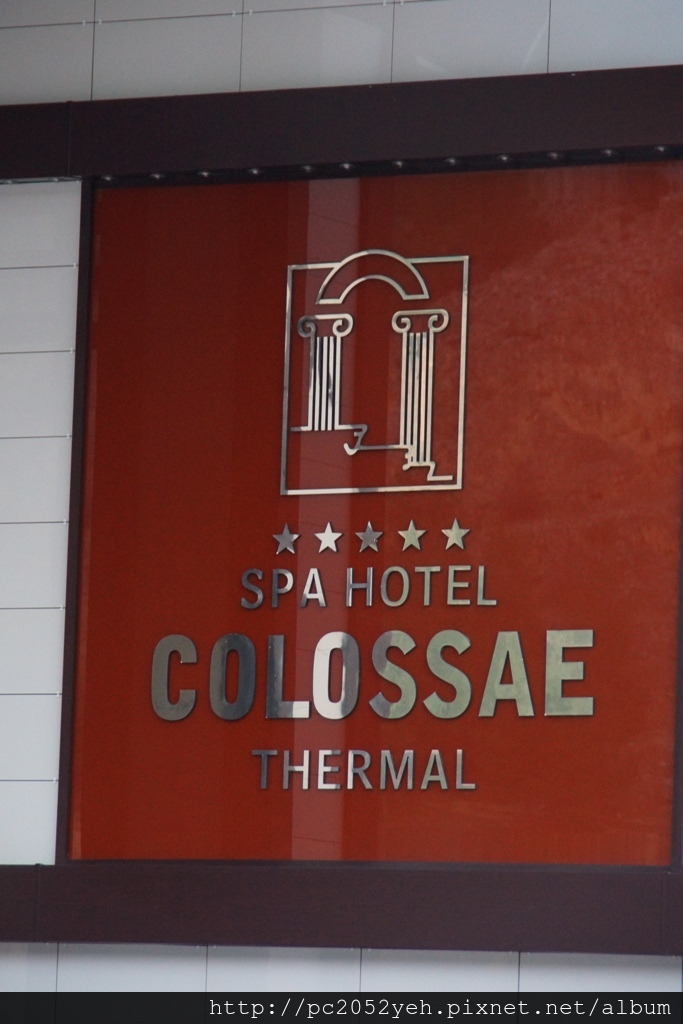 SPA HOTEL
COLOSSAE
THERMAL
http://pc2052yeh.pixnet.net/album